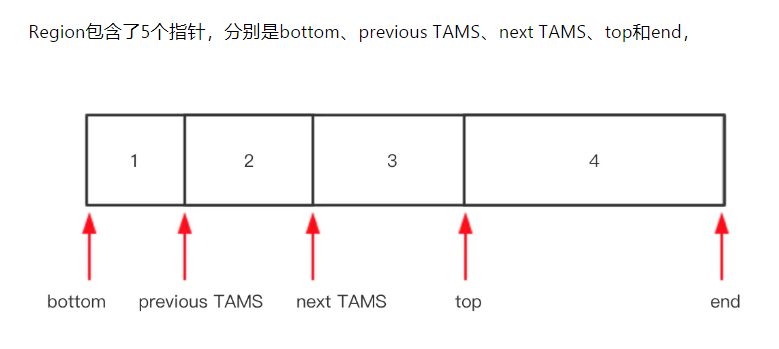 Region包含了5个指针，分别是bottom、previous TAMS、next TAMS、top和end，
1 2 3 4
bottom previous TAMS next TAMS top end